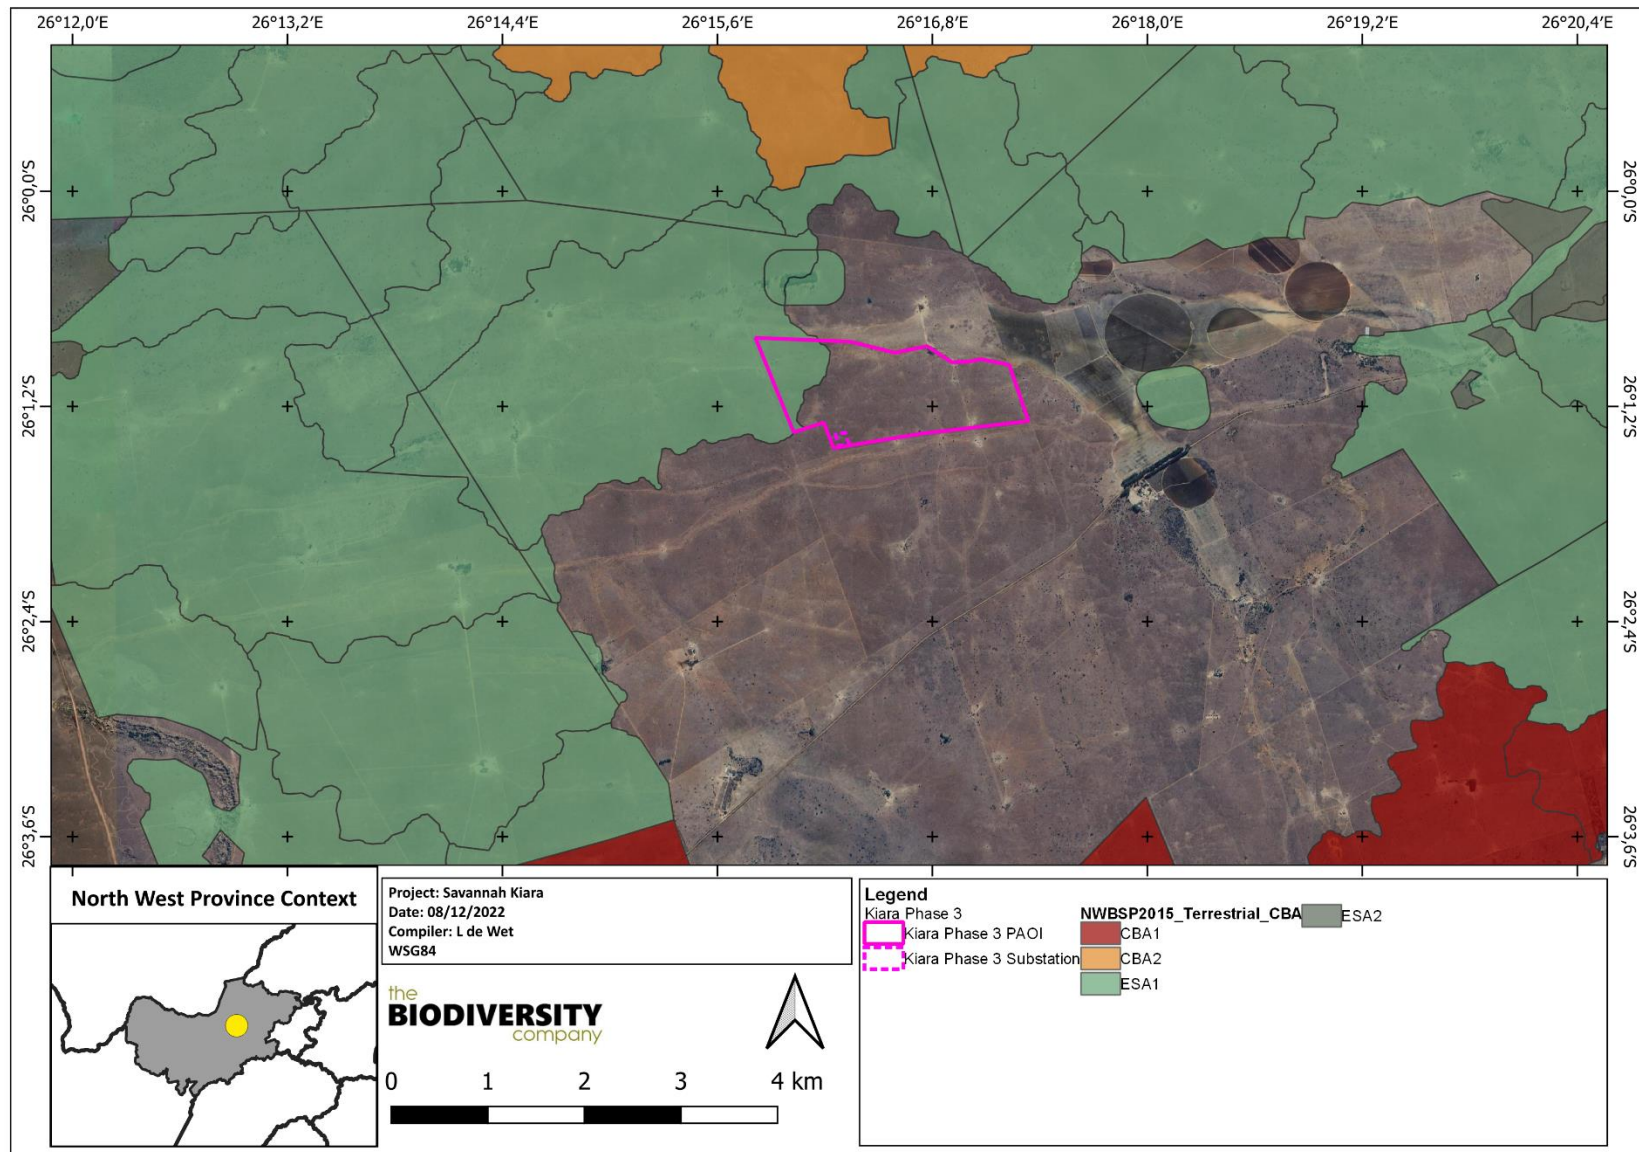 26°12,0'E 26°13,2'E 26°14,4'E 26°15,6'E 26°16,8'E 26°18,0'E 26°19,2'E 26°20,4'E
26°0,0'S 26°0,0'S
26°1,2'S 26°1,2'S
26°2,4'S 26°2,4'S
26°3,6'S 26°3,6'S
North West Province Context
Project: Savannah Kiara
Date: 08/12/2022
Compiler: L de Wet
WSG84
the
BIODIVERSITY
company
0 1 2 3 4 km
Legend
Kiara Phase 3
Kiara Phase 3 PAOI
Kiara Phase 3 Substation
NWBSP2015_Terrestrial_CBA
CBA1
CBA2
ESA1
ESA2